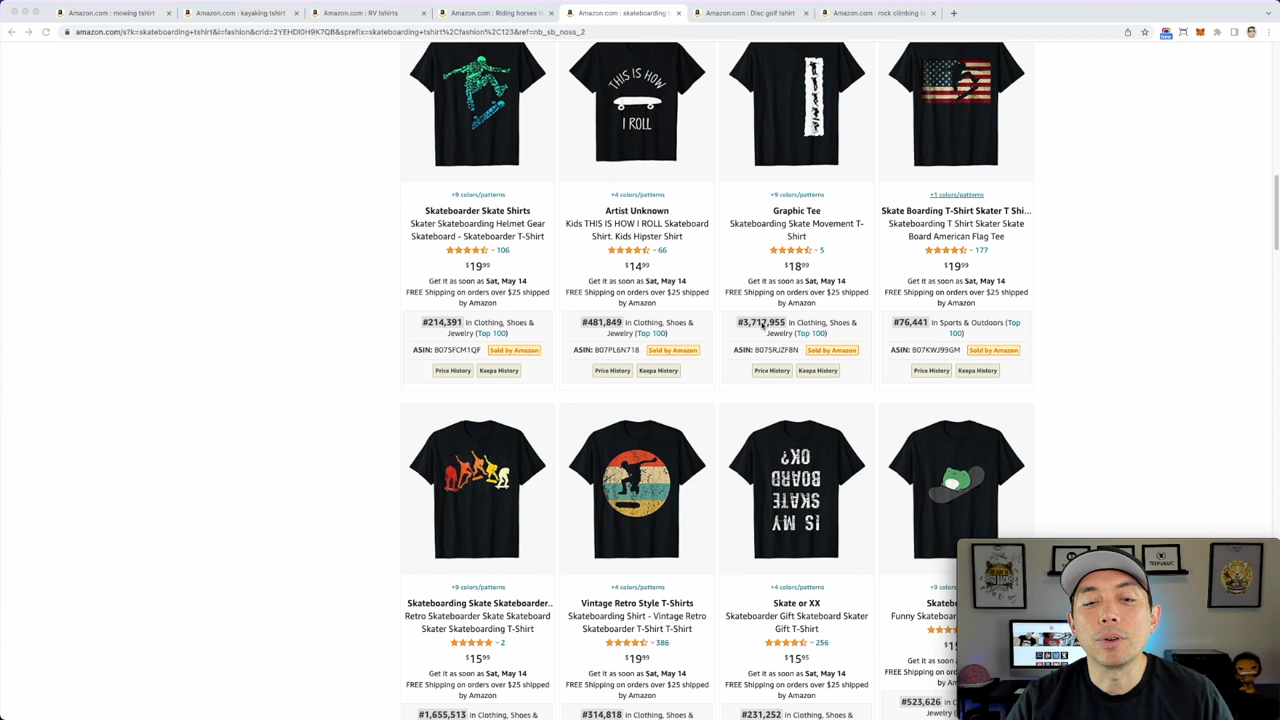 Amazon.com : mowing tshirt
Amazon.com : kayaking tshirt
Amazon.com : RV tshirts
Amazon.com : Riding horses t
Amazon.com : skateboarding
Amazon.com : Disc golf tshirt
Amazon.com : rock climbing t
amazon.com/s?k=skateboarding+tshirt&i=fashion&crid=2YEHDI0H9K7QB&sprefix=skateboarding+tshirt%2Cfashion%2C123&ref=nb_sb_noss_2
New
THIS IS HOW
I ROLL
+9 colors/patterns
Skateboarder Skate Shirts
Skater Skateboarding Helmet Gear
Skateboard - Skateboarder T-Shirt
106
$19.99
Get it as soon as Sat, May 14
FREE Shipping on orders over $25 shipped
by Amazon
#214,391 in Clothing, Shoes &
Jewelry (Top 100)
ASIN: B07SFCM1QF Sold by Amazon
Price History Keepa History
+4 colors/patterns
Artist Unknown
Kids THIS IS HOW I ROLL Skateboard
Shirt. Kids Hipster Shirt
66
$14.99
Get it as soon as Sat, May 14
FREE Shipping on orders over $25 shipped
by Amazon
#481,849 in Clothing, Shoes &
Jewelry (Top 100)
ASIN: B07PL6N718 Sold by Amazon
Price History Keepa History
+9 colors/patterns
Graphic Tee
Skateboarding Skate Movement T-
Shirt
5
$18.99
Get it as soon as Sat, May 14
FREE Shipping on orders over $25 shipped
by Amazon
#3,717,955 in Clothing, Shoes &
Jewelry (Top 100)
ASIN: B07SRJZF8N Sold by Amazon
Price History Keepa History
+1 colors/patterns
Skate Boarding T-Shirt Skater T Shi...
Skateboarding T Shirt Skater Skate
Board American Flag Tee
177
$19.99
Get it as soon as Sat, May 14
FREE Shipping on orders over $25 shipped
by Amazon
#76,441 in Sports & Outdoors (Top
100)
ASIN: B07KWJ99GM Sold by Amazon
Price History Keepa History
IS MY
SKATE
BOARD
OK?
+9 colors/patterns
Skateboarding Skate Skateboarder..
Retro Skateboarder Skate Skateboard
Skater Skateboarding T-Shirt
2
$15.99
Get it as soon as Sat, May 14
FREE Shipping on orders over $25 shipped
by Amazon
#1,655,513 in Clothing, Shoes &
+4 colors/patterns
Vintage Retro Style T-Shirts
Skateboarding Shirt - Vintage Retro
Skateboarder T-Shirt T-Shirt
386
$19.99
Get it as soon as Sat, May 14
FREE Shipping on orders over $25 shipped
by Amazon
#314,818 in Clothing, Shoes &
+4 colors/patterns
Skate or XX
Skateboarder Gift Skateboard Skater
Gift T-Shirt
256
$15.95
Get it as soon as Sat, May 14
FREE Shipping on orders over $25 shipped
by Amazon
#231,252 in Clothing, Shoes &
+9
Funny Skateboa
Get it as soo
FREE Shipping o
#523,626
Jewelry
TEEPUBLIC